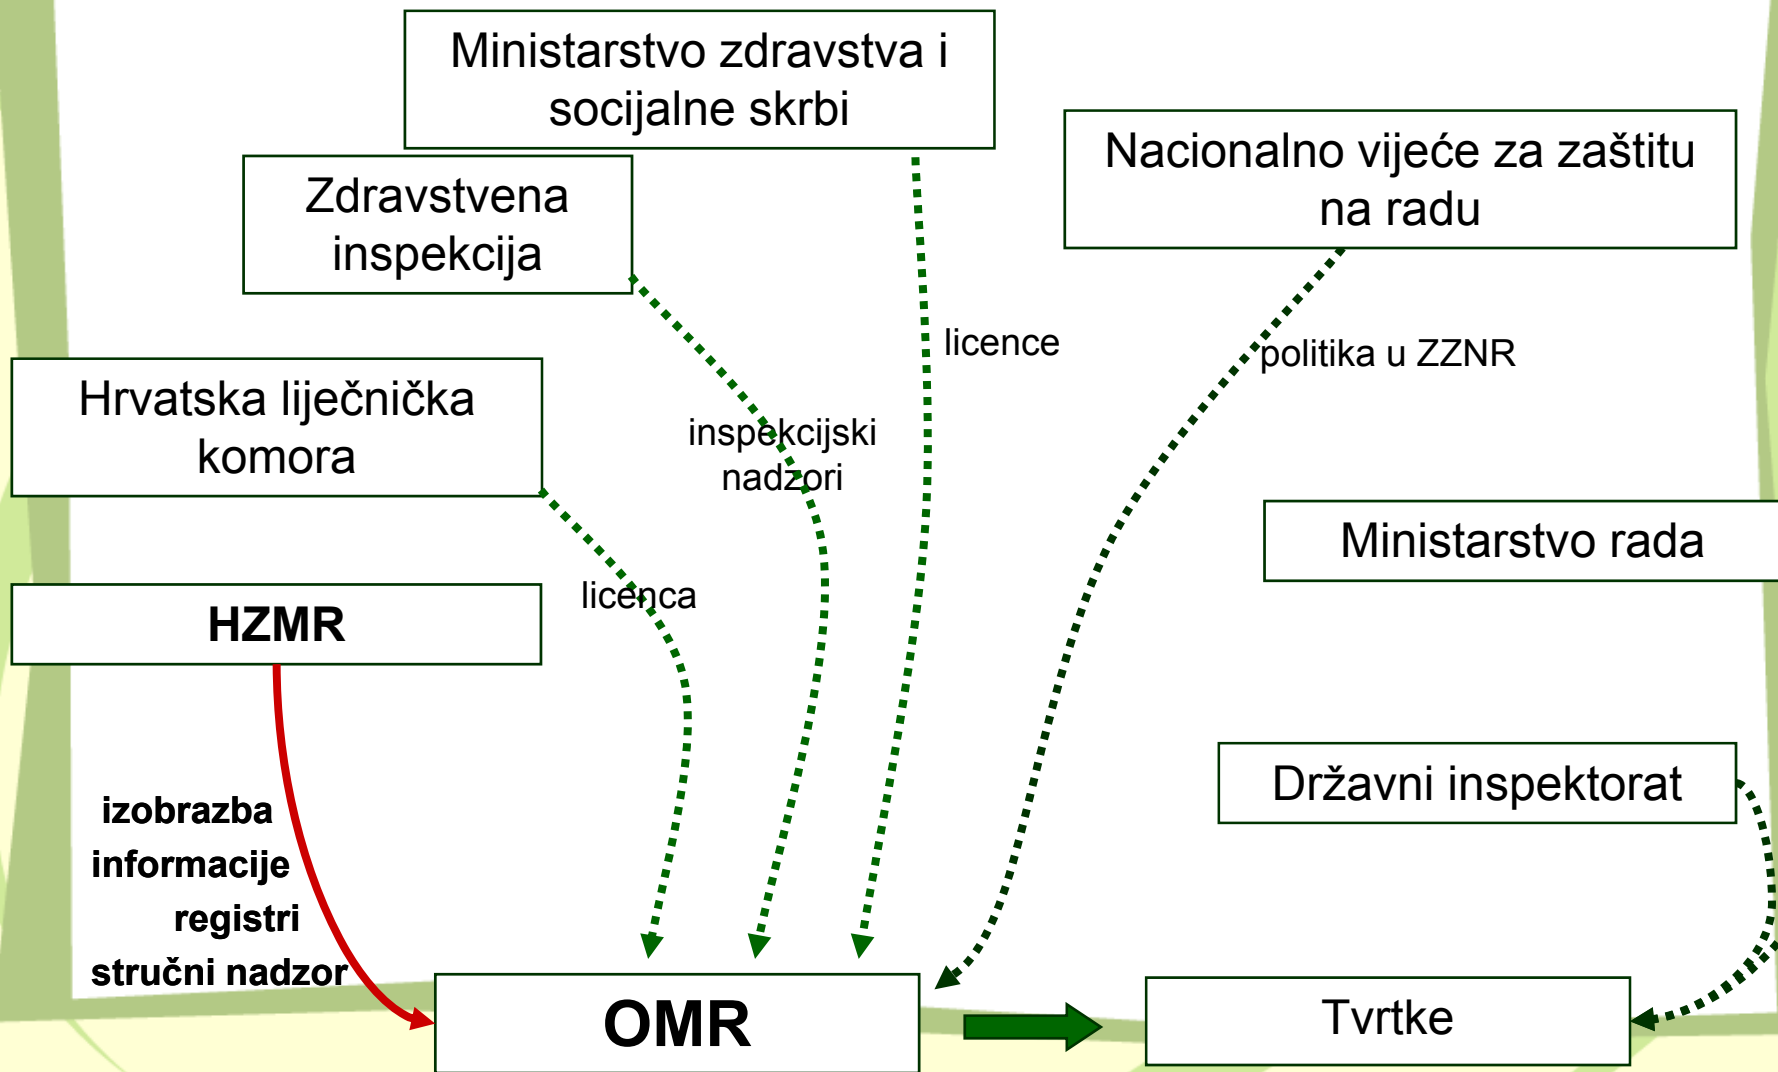 Ministarstvo zdravstva i
socijalne skrbi
Nacionalno vijeće za zaštitu
na radu
Zdravstvena
inspekcija
licence
politika u ZZNR
Hrvatska liječnička
komora
inspekcijski
nadzori
Ministarstvo rada
licenca
HZMR
Državni inspektorat
izobrazba
informacije
registri
stručni nadzor
OMR
Tvrtke